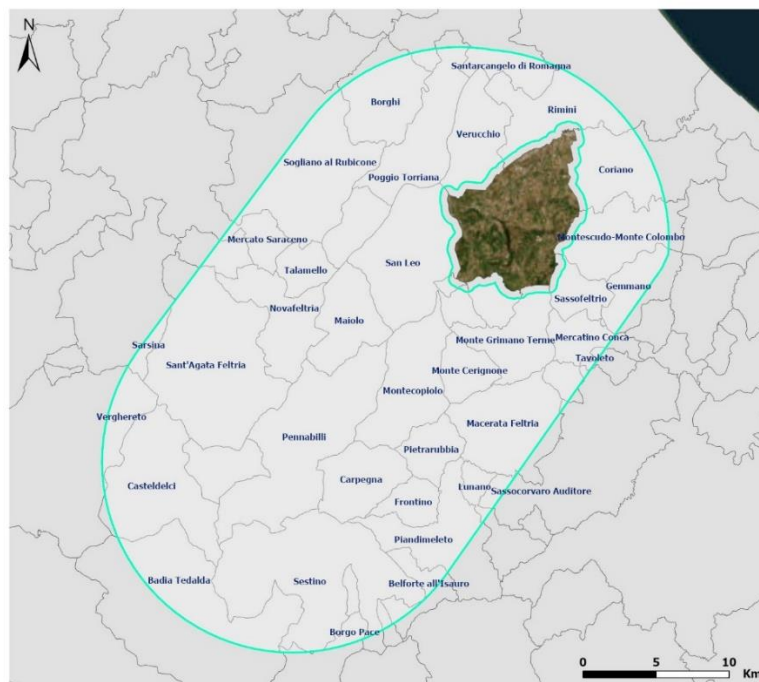 N
Santarcangelo di Romagna
Borghi
Rimini
Verucchio
Sogliano al Rubicone
Coriano
Poggio Torriana
Mercato Saraceno
Montescudo-Monte Colombo
San Leo
Talamello
Gemmano
Sassofeltrio
Novafeltria
Maiolo
Monte Grimano Terme
Mercatino Conca
Sarsina
Tavoleto
Sant'Agata Feltria
Monte Cerignone
Montecopiolo
Verghereto
Macerata Feltria
Pennabilli
Pietrarubbia
Carpegna
Casteldelci
Lunano
Sassocorvaro Auditore
Frontino
Piandimeleto
Badia Tedalda
Sestino
Belforte all'Isauro
Borgo Pace
0 5 10
Km